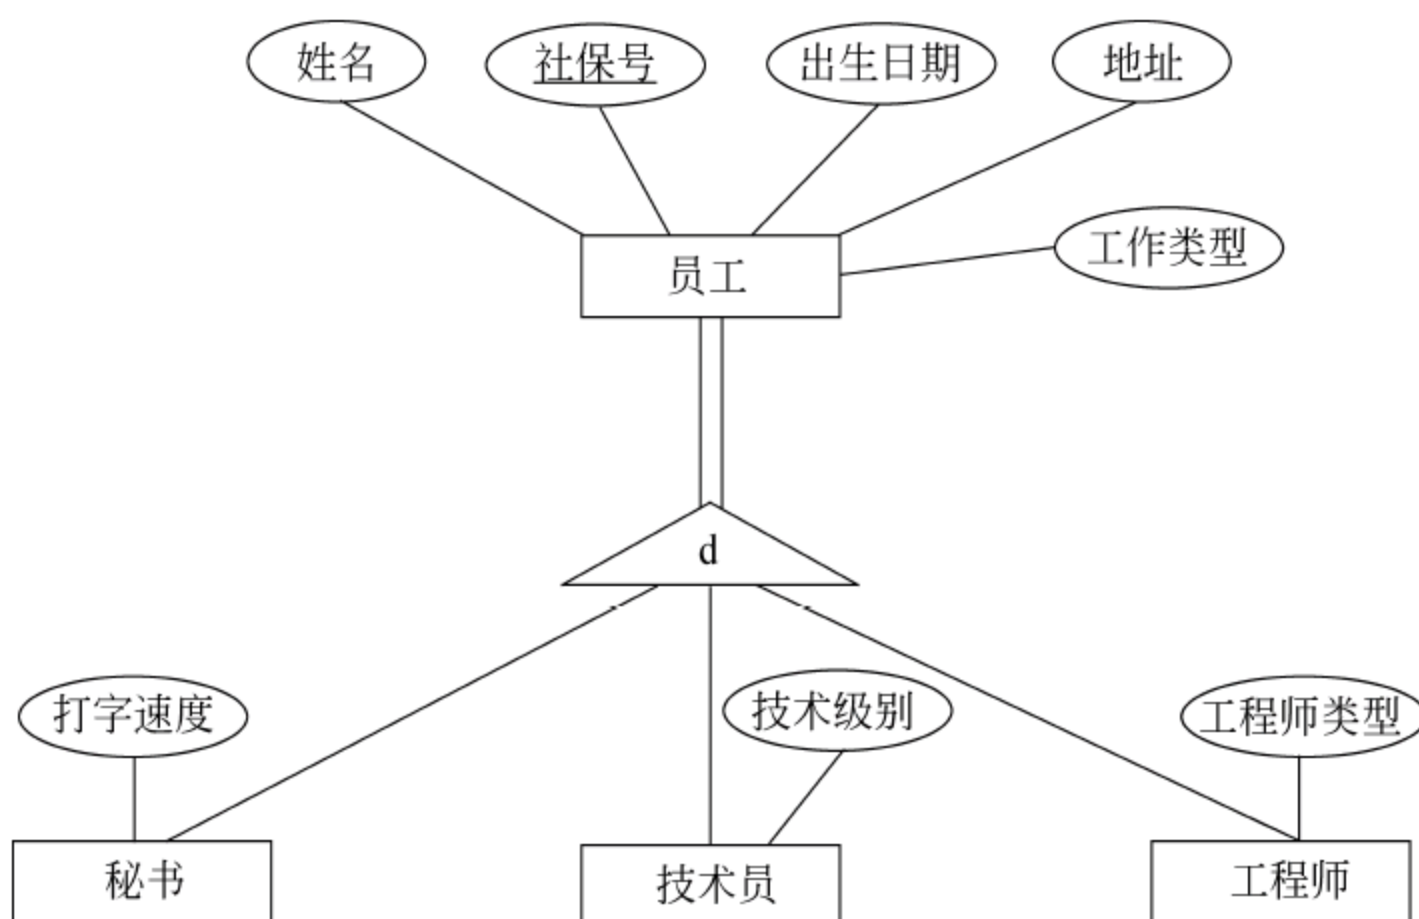 姓名
社保号
出生日期
地址
工作类型
员工
d
打字速度
技术级别
工程师类型
秘书
技术员
工程师